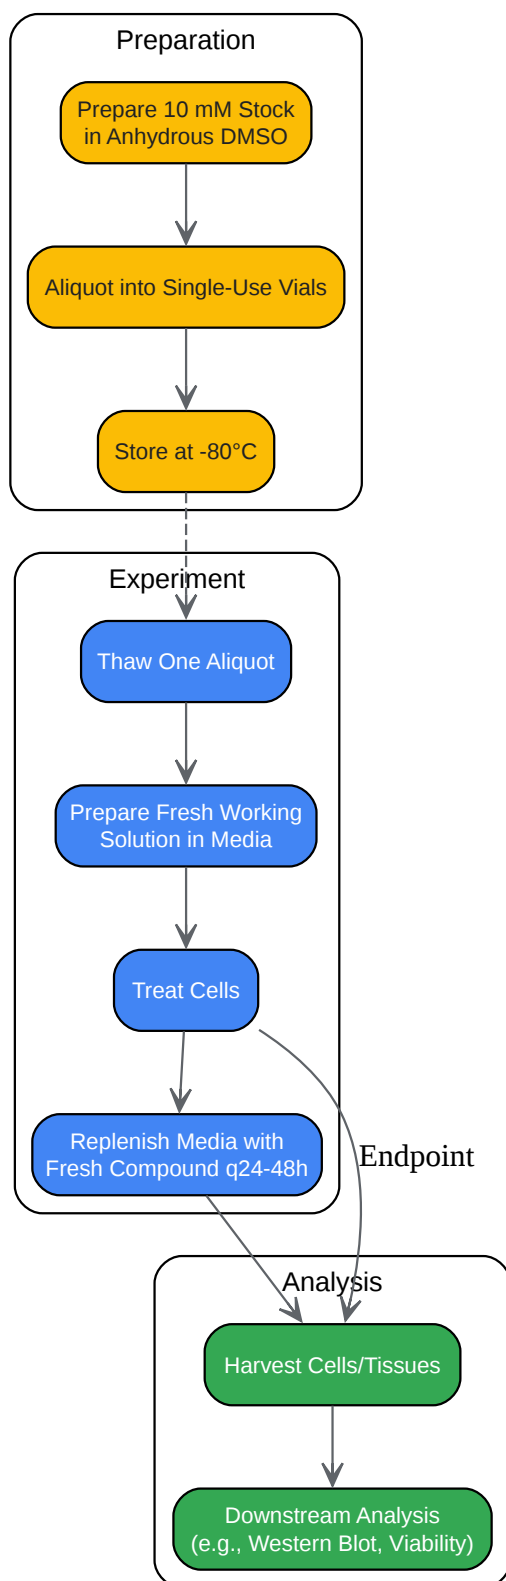 Preparation
Prepare 10 mM Stock
in Anhydrous DMSO
Aliquot into Single-Use Vials
Store at -80°C
Experiment
Thaw One Aliquot
Prepare Fresh Working
Solution in Media
Treat Cells
Replenish Media with
Fresh Compound q24-48h
Endpoint
Analysis
Harvest Cells/Tissues
Downstream Analysis
(e.g., Western Blot, Viability)